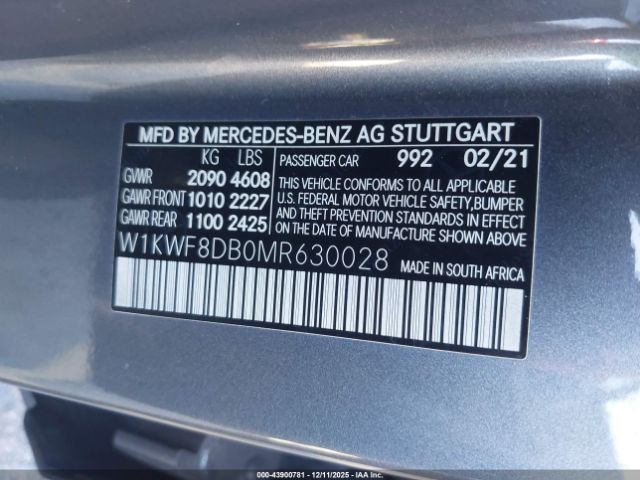 MFD BY MERCEDES-BENZ AG STUTTGART
KG LBS
GVWR 2090 4608
GAWR FRONT 1010 2227
GAWR REAR 1100 2425
PASSENGER CAR 992 02/21
THIS VEHICLE CONFORMS TO ALL APPLICABLE
U.S. FEDERAL MOTOR VEHICLE SAFETY,BUMPER
AND THEFT PREVENTION STANDARDS IN EFFECT
ON THE DATE OF MANUFACTURE SHOWN ABOVE
W1KWF8DB0MR630028 MADE IN SOUTH AFRICA
000-43900781 - 12/11/2025 - IAAI.COM